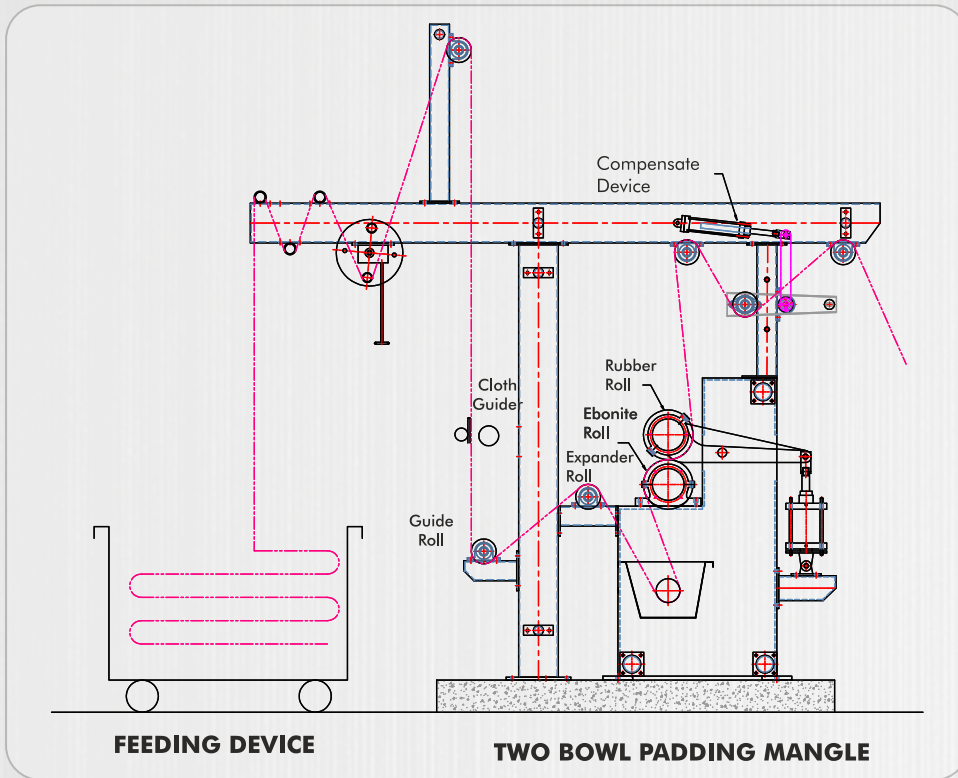 Compensate
Device
Rubber
Roll
Cloth
Guider
Ebonite
Roll
Expander
Roll
Guide
Roll
FEEDING DEVICE
TWO BOWL PADDING MANGLE